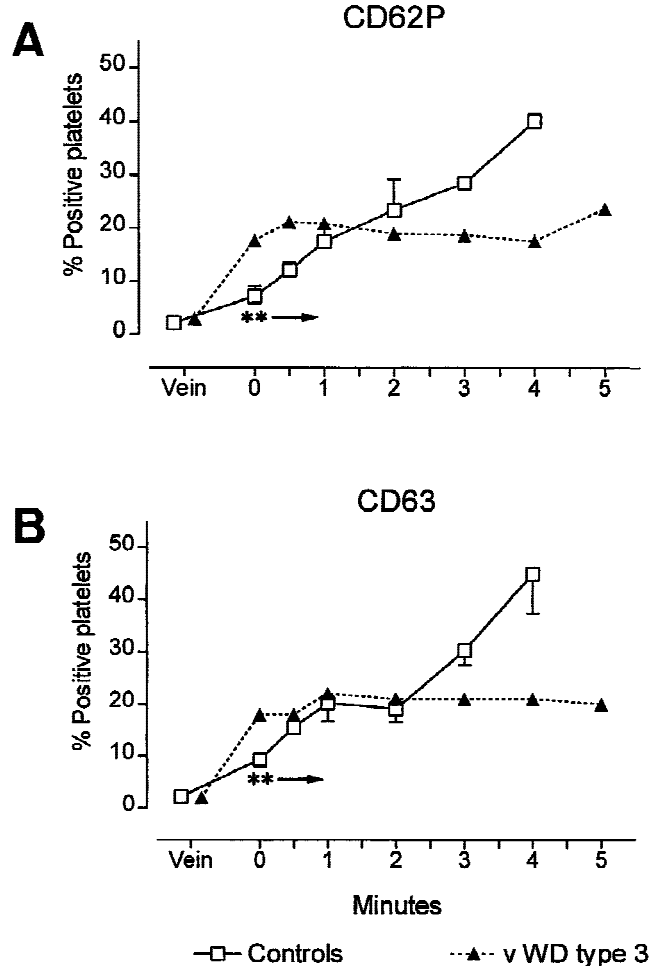 A
CD62P
% Positive platelets
50
40
30
20
10
0
**
Vein 0 1 2 3 4 5
B
CD63
% Positive platelets
50
40
30
20
10
0
**
Vein 0 1 2 3 4 5
Minutes
Controls v WD type 3